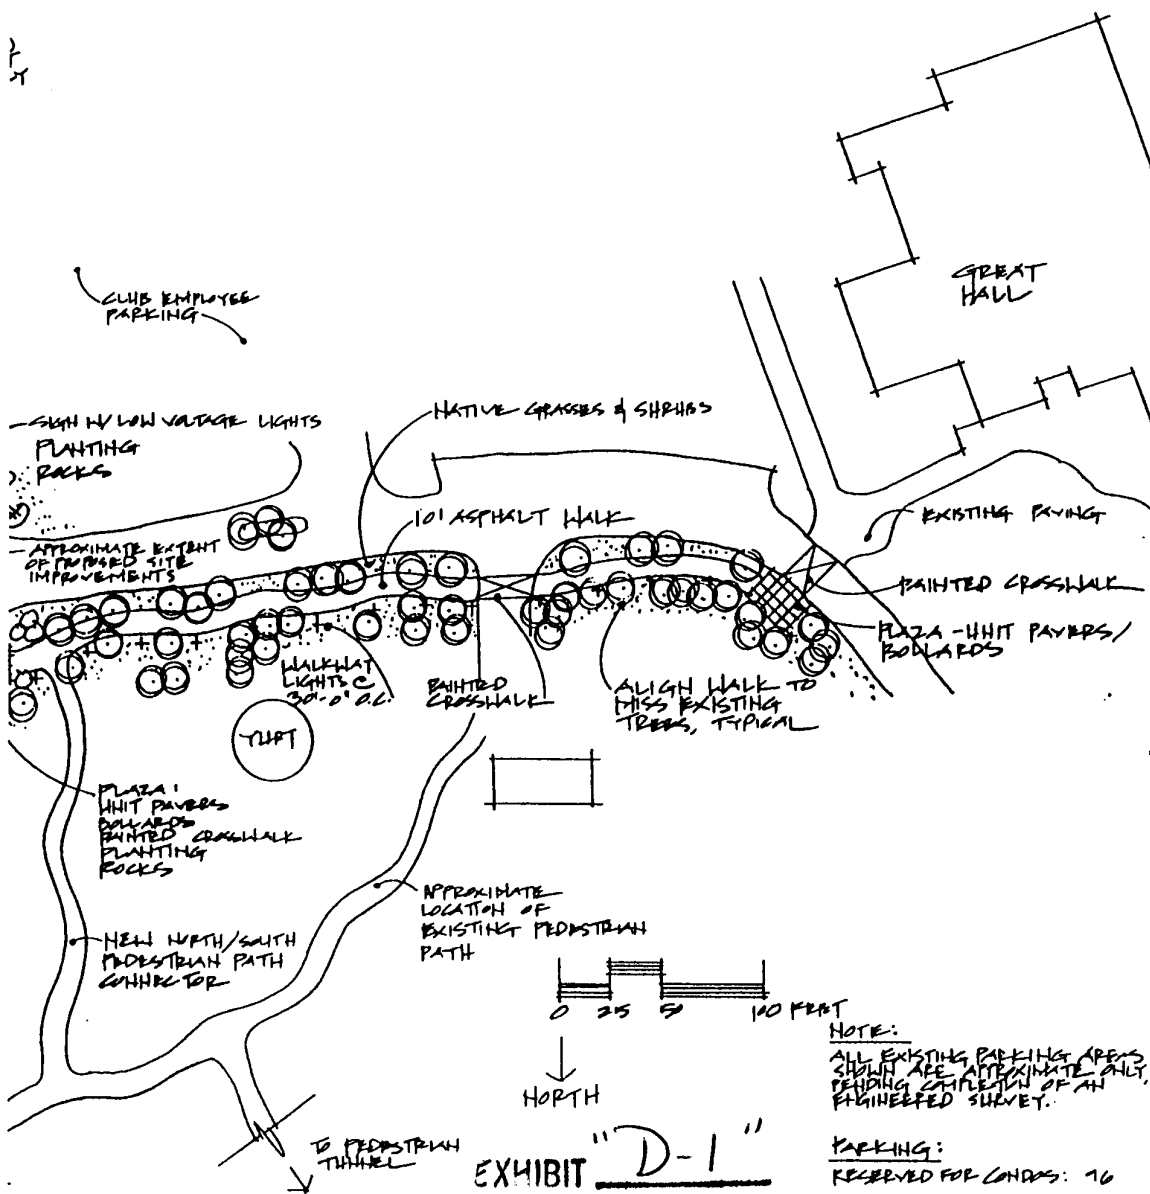 CLUB EMPLOYEE
PARKING
GREAT
HALL
SIGN W/ LOW VOLTAGE LIGHTS
PLANTING
ROCKS
NATIVE GRASSES & SHRUBS
10' ASPHALT WALK
EXISTING PAVING
APPROXIMATE EXTENT
OF PROPOSED SITE
IMPROVEMENTS
PAINTED CROSSWALK
PLAZA - UNIT PAVERS/
BOLLARDS
WALKWAY
LIGHTS @
30'-0" O.C.
PAINTED
CROSSWALK
ALIGN WALK TO
MISS EXISTING
TREES, TYPICAL
YURT
PLAZA:
UNIT PAVERS
BOLLARDS
PAINTED CROSSWALK
PLANTING
ROCKS
APPROXIMATE
LOCATION OF
EXISTING PEDESTRIAN
PATH
NEW NORTH/SOUTH
PEDESTRIAN PATH
CONNECTOR
0 25 50 100 FEET
NORTH
NOTE:
ALL EXISTING PARKING AREAS
SHOWN ARE APPROXIMATE ONLY,
PENDING COMPLETION OF AN
ENGINEERED SURVEY.
TO PEDESTRIAN
TUNNEL
EXHIBIT "D-1"
PARKING:
RESERVED FOR CONDOS: 96